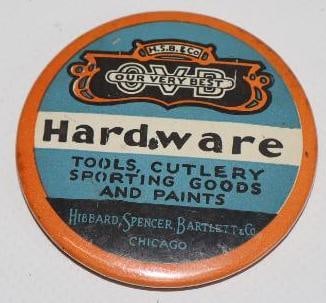 H.S.B. & Co
OVB
OUR VERY BEST
Hardware
TOOLS, CUTLERY
SPORTING GOODS
AND PAINTS
HIBBARD, SPENCER, BARTLETT & Co.
CHICAGO